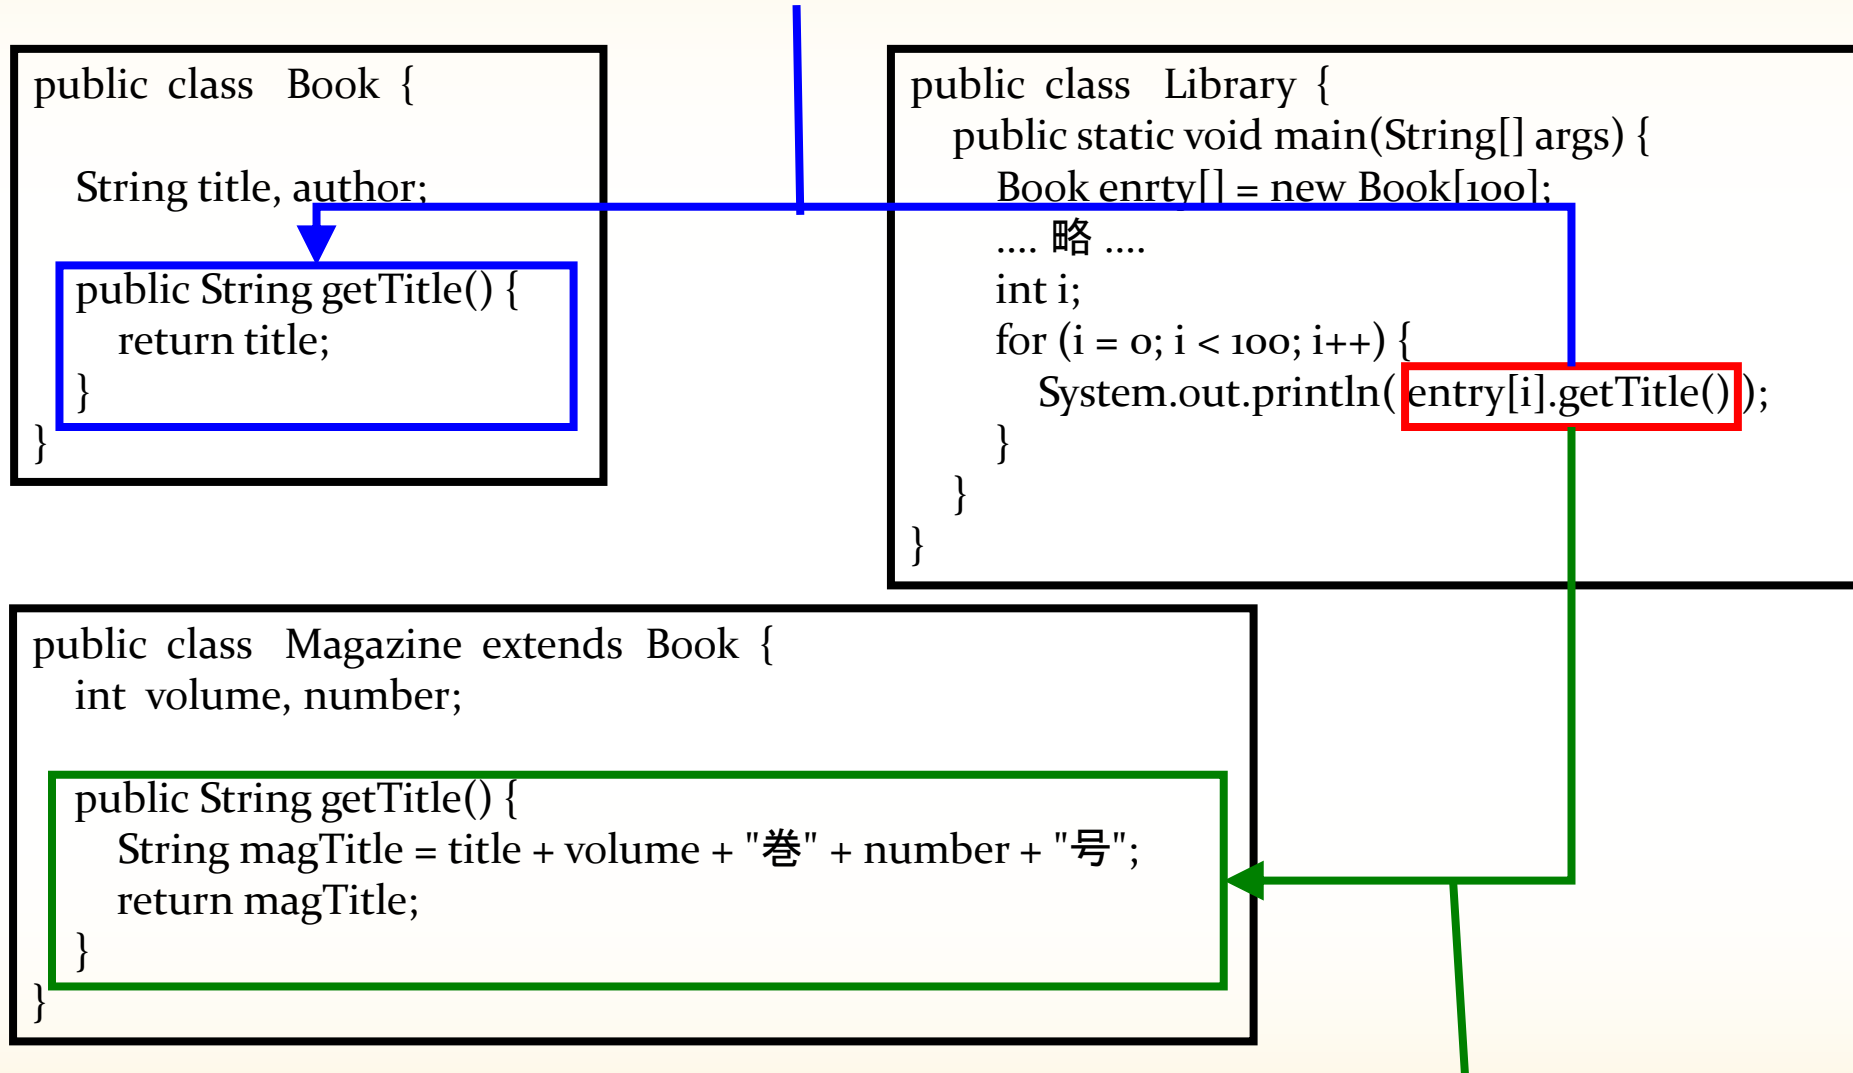 public class Book {
String title, author;
public String getTitle() {
return title;
}
}
public class Library {
public static void main(String[] args) {
Book enrty[] = new Book[100];
.... 略 ....
int i;
for (i = 0; i < 100; i++) {
System.out.println( entry[i].getTitle() );
}
}
}
public class Magazine extends Book {
int volume, number;
public String getTitle() {
String magTitle = title + volume + "巻" + number + "号";
return magTitle;
}
}